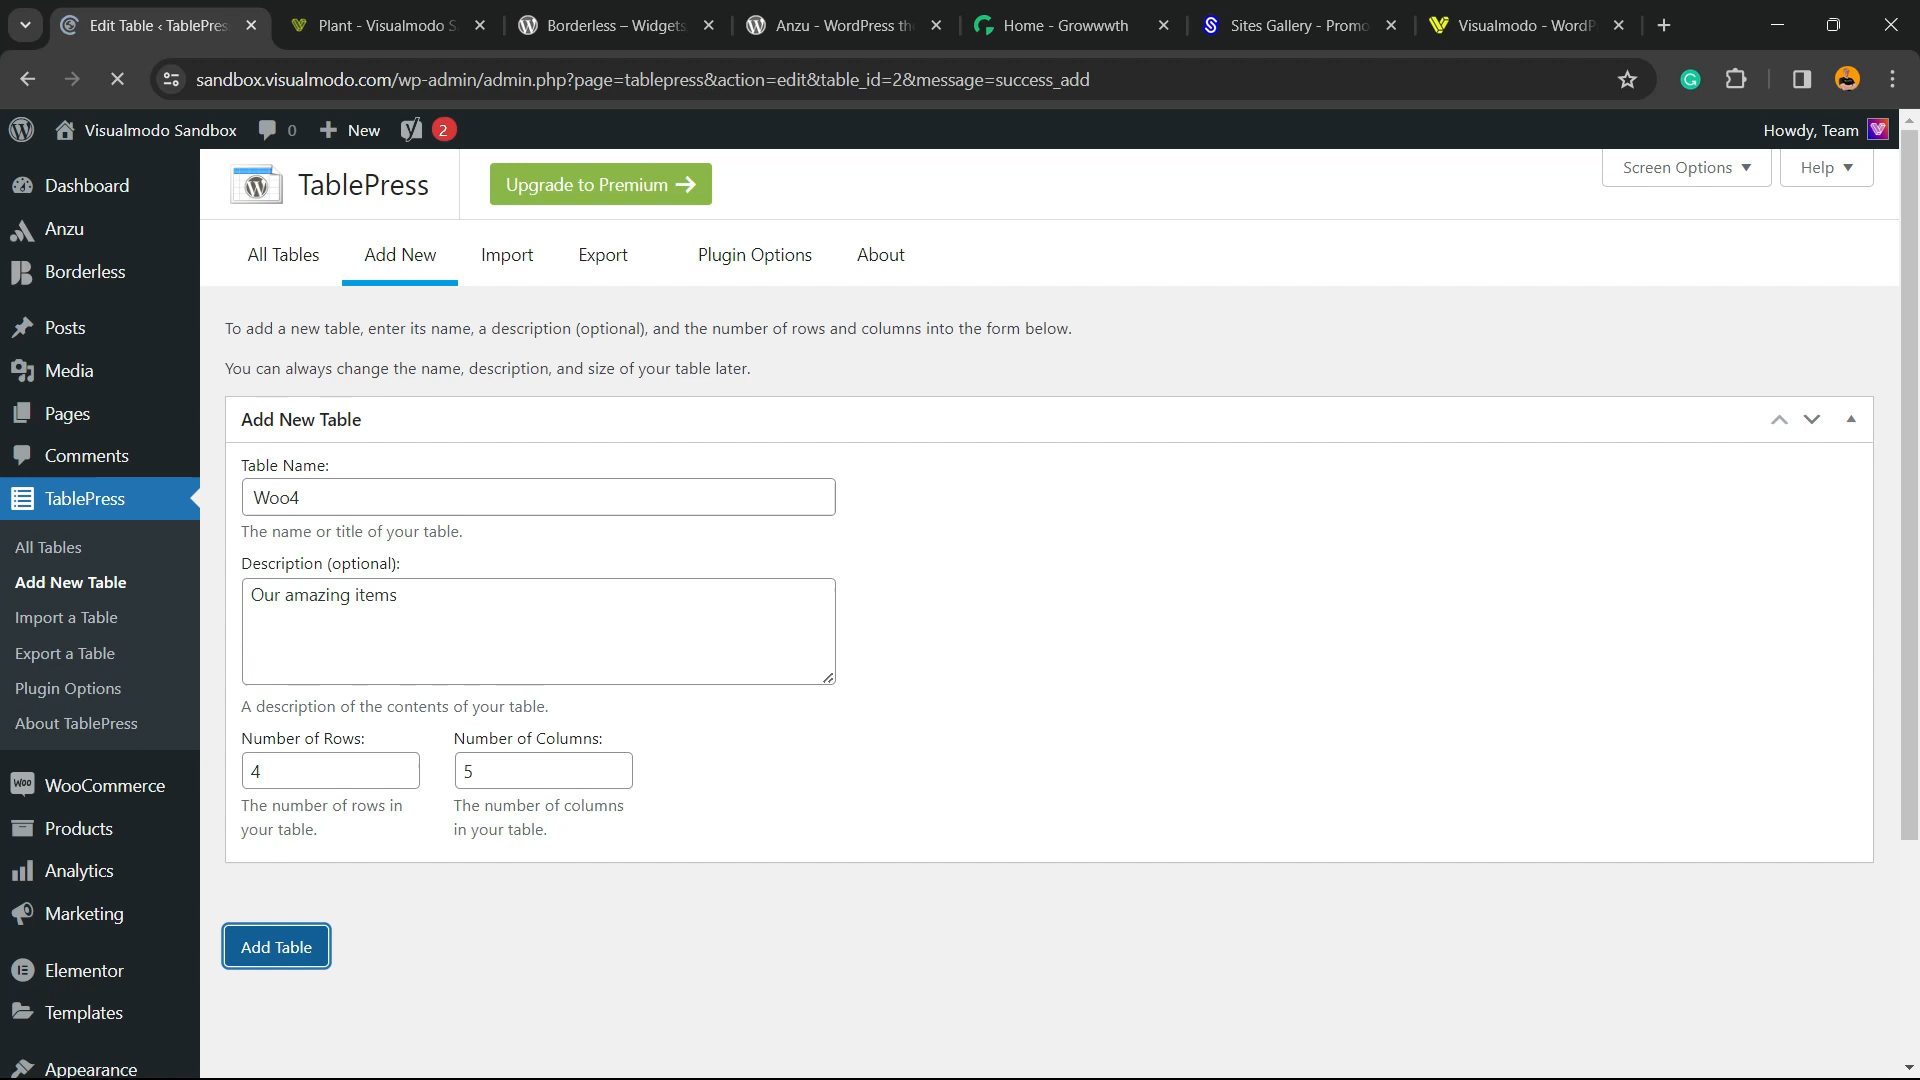 Edit Table ‹ TablePres
Plant - Visualmodo S
Borderless – Widgets
Anzu - WordPress th
Home - Growwwth
Sites Gallery - Promo
Visualmodo - WordP
sandbox.visualmodo.com/wp-admin/admin.php?page=tablepress&action=edit&table_id=2&message=success_add
Visualmodo Sandbox
0
New
2
Howdy, Team
Dashboard
Anzu
Borderless
Posts
Media
Pages
Comments
TablePress
All Tables
Add New Table
Import a Table
Export a Table
Plugin Options
About TablePress
WooCommerce
Products
Analytics
Marketing
Elementor
Templates
Appearance
TablePress
Upgrade to Premium →
Screen Options
Help
All Tables
Add New
Import
Export
Plugin Options
About
To add a new table, enter its name, a description (optional), and the number of rows and columns into the form below.
You can always change the name, description, and size of your table later.
Add New Table
Table Name:
Woo4
The name or title of your table.
Description (optional):
Our amazing items
A description of the contents of your table.
Number of Rows:
4
The number of rows in
your table.
Number of Columns:
5
The number of columns
in your table.
Add Table